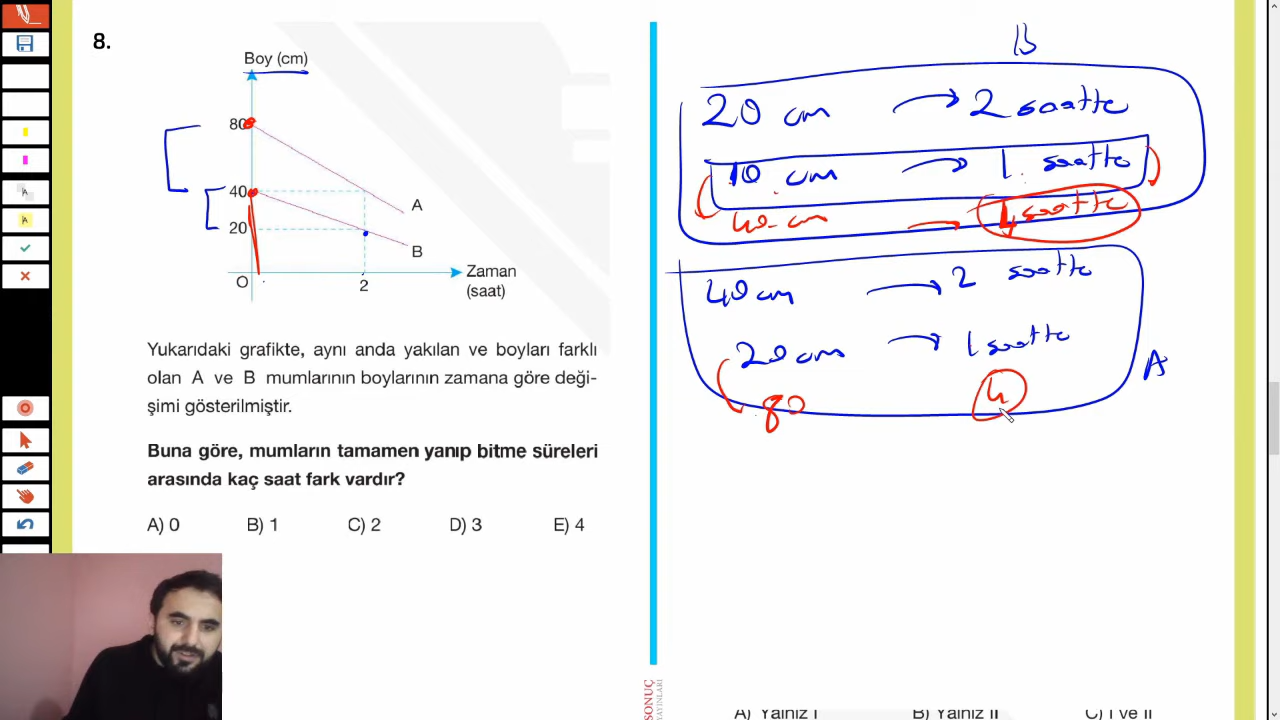 8.
Boy (cm)
80
40
20
A
B
O
2
Zaman
(saat)
Yukarıdaki grafikte, aynı anda yakılan ve boyları farklı
olan A ve B mumlarının boylarının zamana göre deği-
şimi gösterilmiştir.
Buna göre, mumların tamamen yanıp bitme süreleri
arasında kaç saat fark vardır?
A) 0 B) 1 C) 2 D) 3 E) 4
B
20 cm → 2 saatte
10 cm → 1 saatte
40 cm → 4 saatte
40 cm → 2 saatte
20 cm → 1 saatte
A
80 4
SONUÇ
YAYINLARI
A) Yalnız I B) Yalnız II C) I ve II